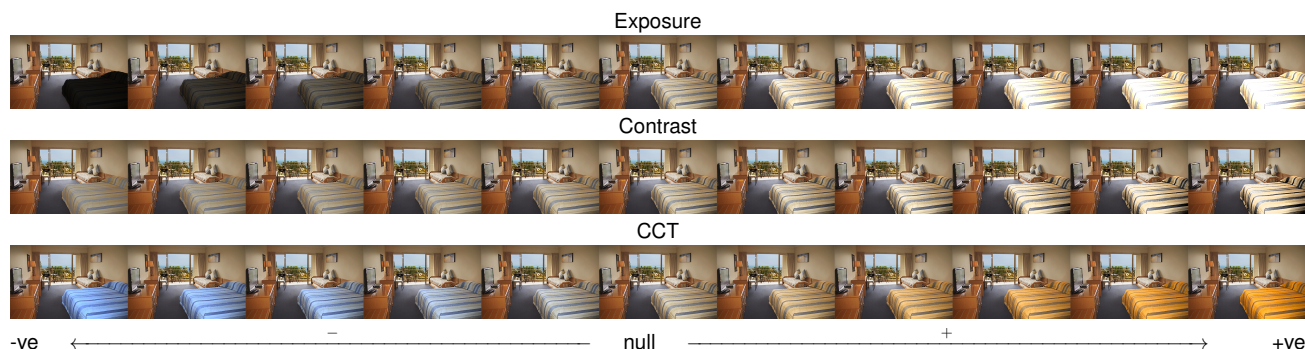 Exposure
Contrast
CCT
− +
-ve null +ve